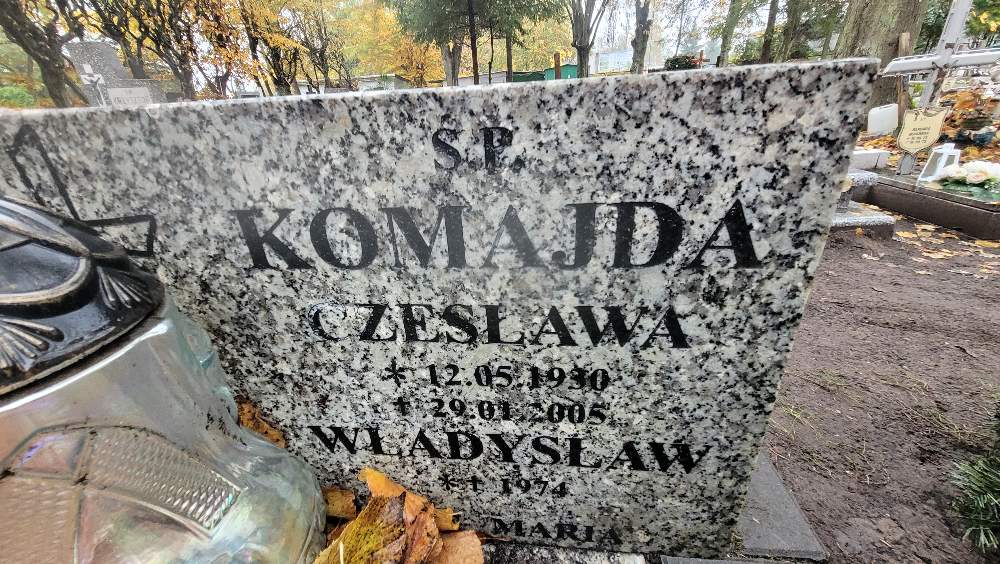 Ś.P.
KOMAJDA
CZESŁAWA
* 12.05.1930
† 29.01.2005
WŁADYSŁAW
*† 1974
MARIA